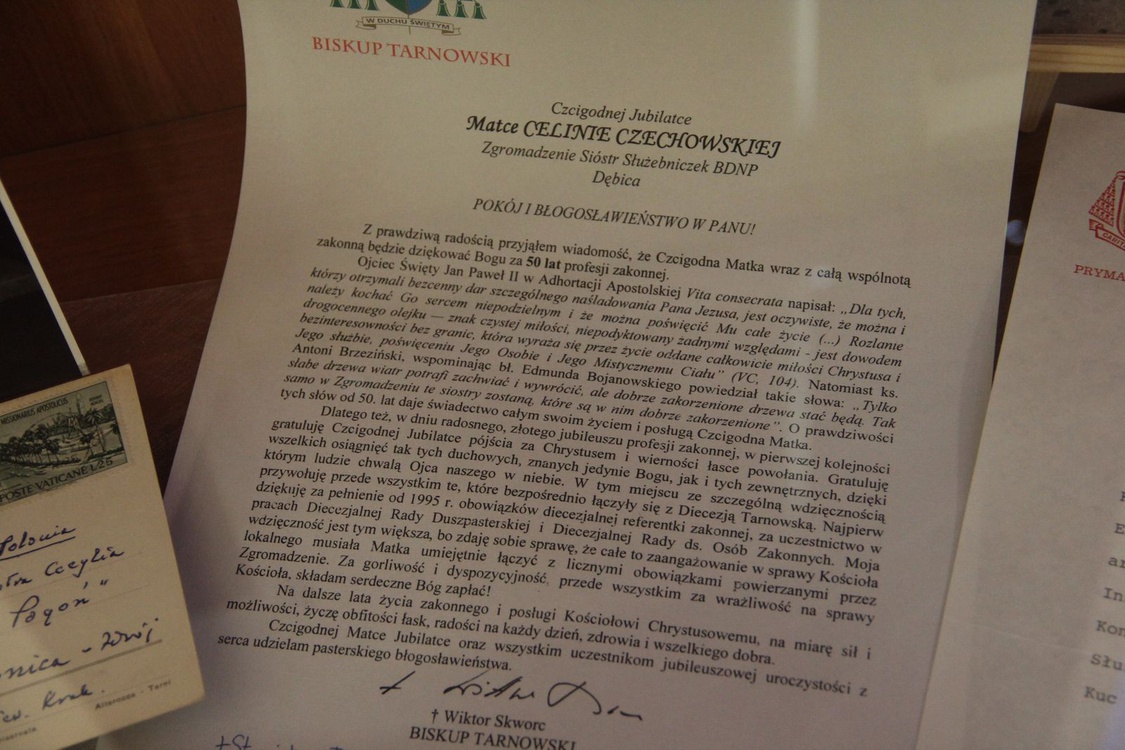 W DUCHU ŚWIĘTYM
BISKUP TARNOWSKI
Czcigodnej Jubilatce
Matce CELINIE CZECHOWSKIEJ
Zgromadzenie Sióstr Służebniczek BDNP
Dębica
POKÓJ I BŁOGOSŁAWIEŃSTWO W PANU!
Z prawdziwą radością przyjąłem wiadomość, że Czcigodna Matka wraz z całą wspólnotą
zakonną będzie dziękować Bogu za 50 lat profesji zakonnej.
Ojciec Święty Jan Paweł II w Adhortacji Apostolskiej Vita consecrata napisał: „Dla tych,
którzy otrzymali bezcenny dar szczególnego naśladowania Pana Jezusa, jest oczywiste, że można i
należy kochać Go sercem niepodzielnym i że można poświęcić Mu całe życie (...) Rozlanie
drogocennego olejku — znak czystej miłości, niepodyktowany żadnymi względami - jest dowodem
bezinteresowności bez granic, która wyraża się przez życie oddane całkowicie miłości Chrystusa i
Jego służbie, poświęceniu Jego Osobie i Jego Mistycznemu Ciału” (VC, 104). Natomiast ks.
Antoni Brzeziński, wspominając bł. Edmunda Bojanowskiego powiedział takie słowa: „Tylko
słabe drzewa wiatr potrafi zachwiać i wywrócić, ale dobrze zakorzenione drzewa stać będą. Tak
samo w Zgromadzeniu te siostry zostaną, które są w nim dobrze zakorzenione”. O prawdziwości
tych słów od 50. lat daje świadectwo całym swoim życiem i posługą Czcigodna Matka.
Dlatego też, w dniu radosnego, złotego jubileuszu profesji zakonnej, w pierwszej kolejności
gratuluję Czcigodnej Jubilatce pójścia za Chrystusem i wierności łasce powołania. Gratuluję
wszelkich osiągnięć tak tych duchowych, znanych jedynie Bogu, jak i tych zewnętrznych, dzięki
którym ludzie chwalą Ojca naszego w niebie. W tym miejscu ze szczególną wdzięcznością
przywołuję przede wszystkim te, które bezpośrednio łączyły się z Diecezją Tarnowską. Najpierw
dziękuję za pełnienie od 1995 r. obowiązków diecezjalnej referentki zakonnej, za uczestnictwo w
pracach Diecezjalnej Rady Duszpasterskiej i Diecezjalnej Rady ds. Osób Zakonnych. Moja
wdzięczność jest tym większa, bo zdaję sobie sprawę, że całe to zaangażowanie w sprawy Kościoła
lokalnego musiała Matka umiejętnie łączyć z licznymi obowiązkami powierzanymi przez
Zgromadzenie. Za gorliwość i dyspozycyjność, przede wszystkim za wrażliwość na sprawy
Kościoła, składam serdeczne Bóg zapłać!
Na dalsze lata życia zakonnego i posługi Kościołowi Chrystusowemu, na miarę sił i
możliwości, życzę obfitości łask, radości na każdy dzień, zdrowia i wszelkiego dobra.
Czcigodnej Matce Jubilatce oraz wszystkim uczestnikom jubileuszowej uroczystości z
serca udzielam pasterskiego błogosławieństwa.
† Wiktor Skworc
BISKUP TARNOWSKI
MISSIONARIUS APOSTOLICUS
POSTE VATICANE L25
Polonia
Cecylia
"Pogoń"
- Zdrój
PRYMA
E
ar
In
Kon
Słu
Kuc